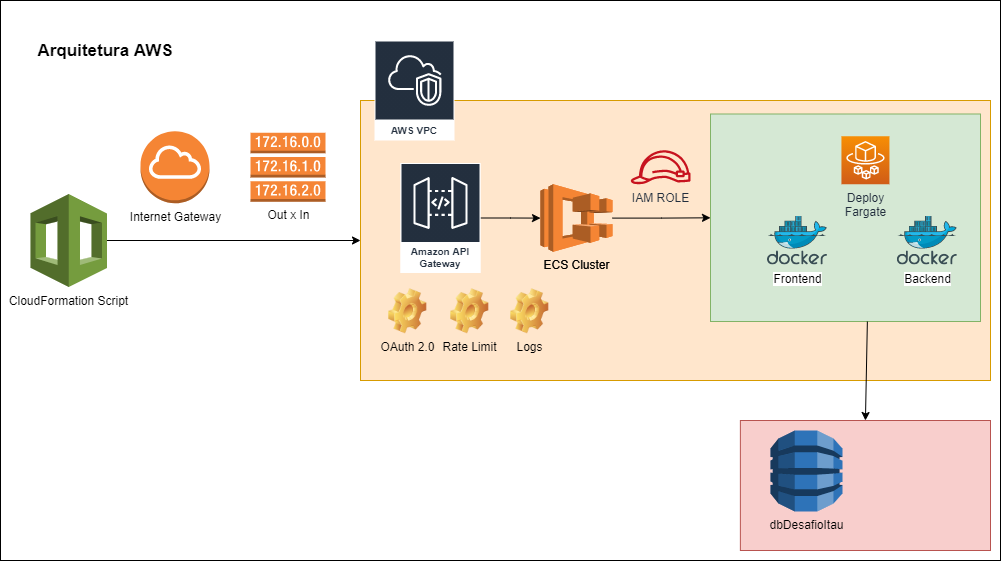 Arquitetura AWS
AWS VPC
172.16.0.0
172.16.1.0
172.16.2.0
Internet Gateway
Out x In
CloudFormation Script
Amazon API
Gateway
ECS Cluster
IAM ROLE
Deploy
Fargate
docker
Frontend
docker
Backend
OAuth 2.0
Rate Limit
Logs
dbDesafioItau